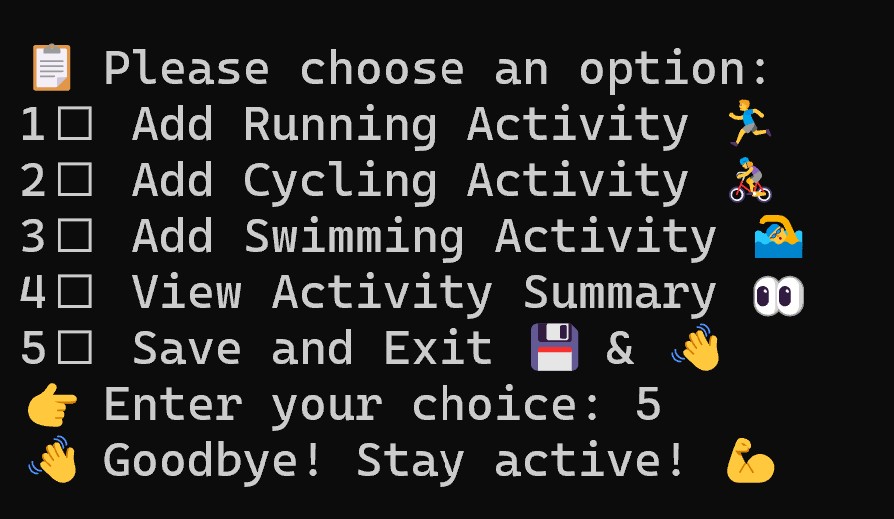 📋 Please choose an option:
1□ Add Running Activity 🏃‍♂️
2□ Add Cycling Activity 🚴
3□ Add Swimming Activity 🏊‍♂️
4□ View Activity Summary 👀
5□ Save and Exit 💾 & 👋
👉 Enter your choice: 5
👋 Goodbye! Stay active! 💪